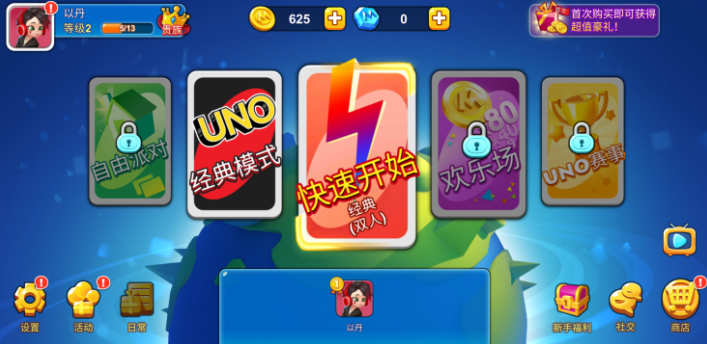 以丹
等级2
5/13
贵族
625
0
首次购买即可获得
超值豪礼！
自由派对
UNO
经典模式
快速开始
经典
(双人)
80
欢乐场
UNO赛事
设置
活动
日常
以丹
新手福利
社交
商店